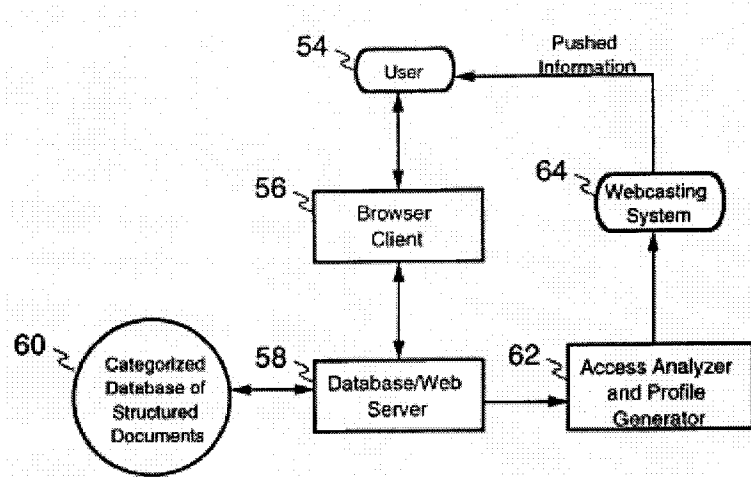 54
User
Pushed
Information
56
Browser
Client
64
Webcasting
System
60
Categorized
Database of
Structured
Documents
58
Database/Web
Server
62
Access Analyzer
and Profile
Generator